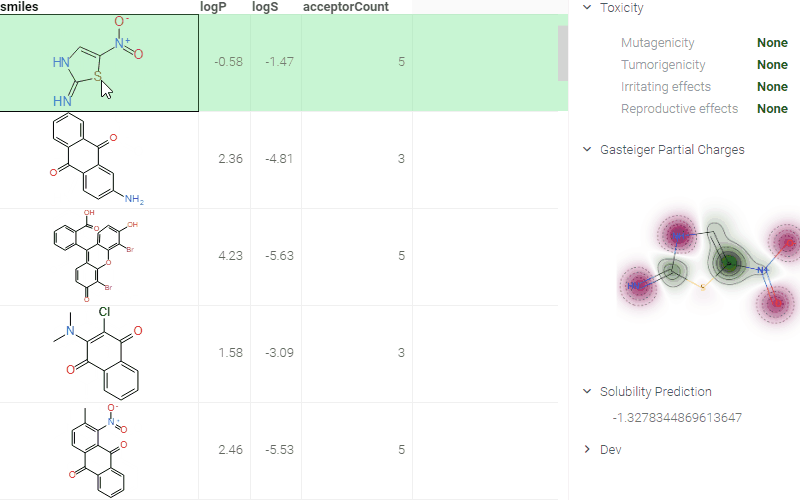 smiles logP logS acceptorCount
O-
N+
O
HN
S
HN
-0.58 -1.47 5
O
O
NH2
2.36 -4.81 3
OH
O
OH
Br
O
Br
O
4.23 -5.63 5
Cl
N
O
O
1.58 -3.09 3
O-
N+
O
O
O
2.46 -5.53 5
Toxicity
Mutagenicity None
Tumorigenicity None
Irritating effects None
Reproductive effects None
Gasteiger Partial Charges
N+
S
Solubility Prediction
-1.3278344869613647
Dev